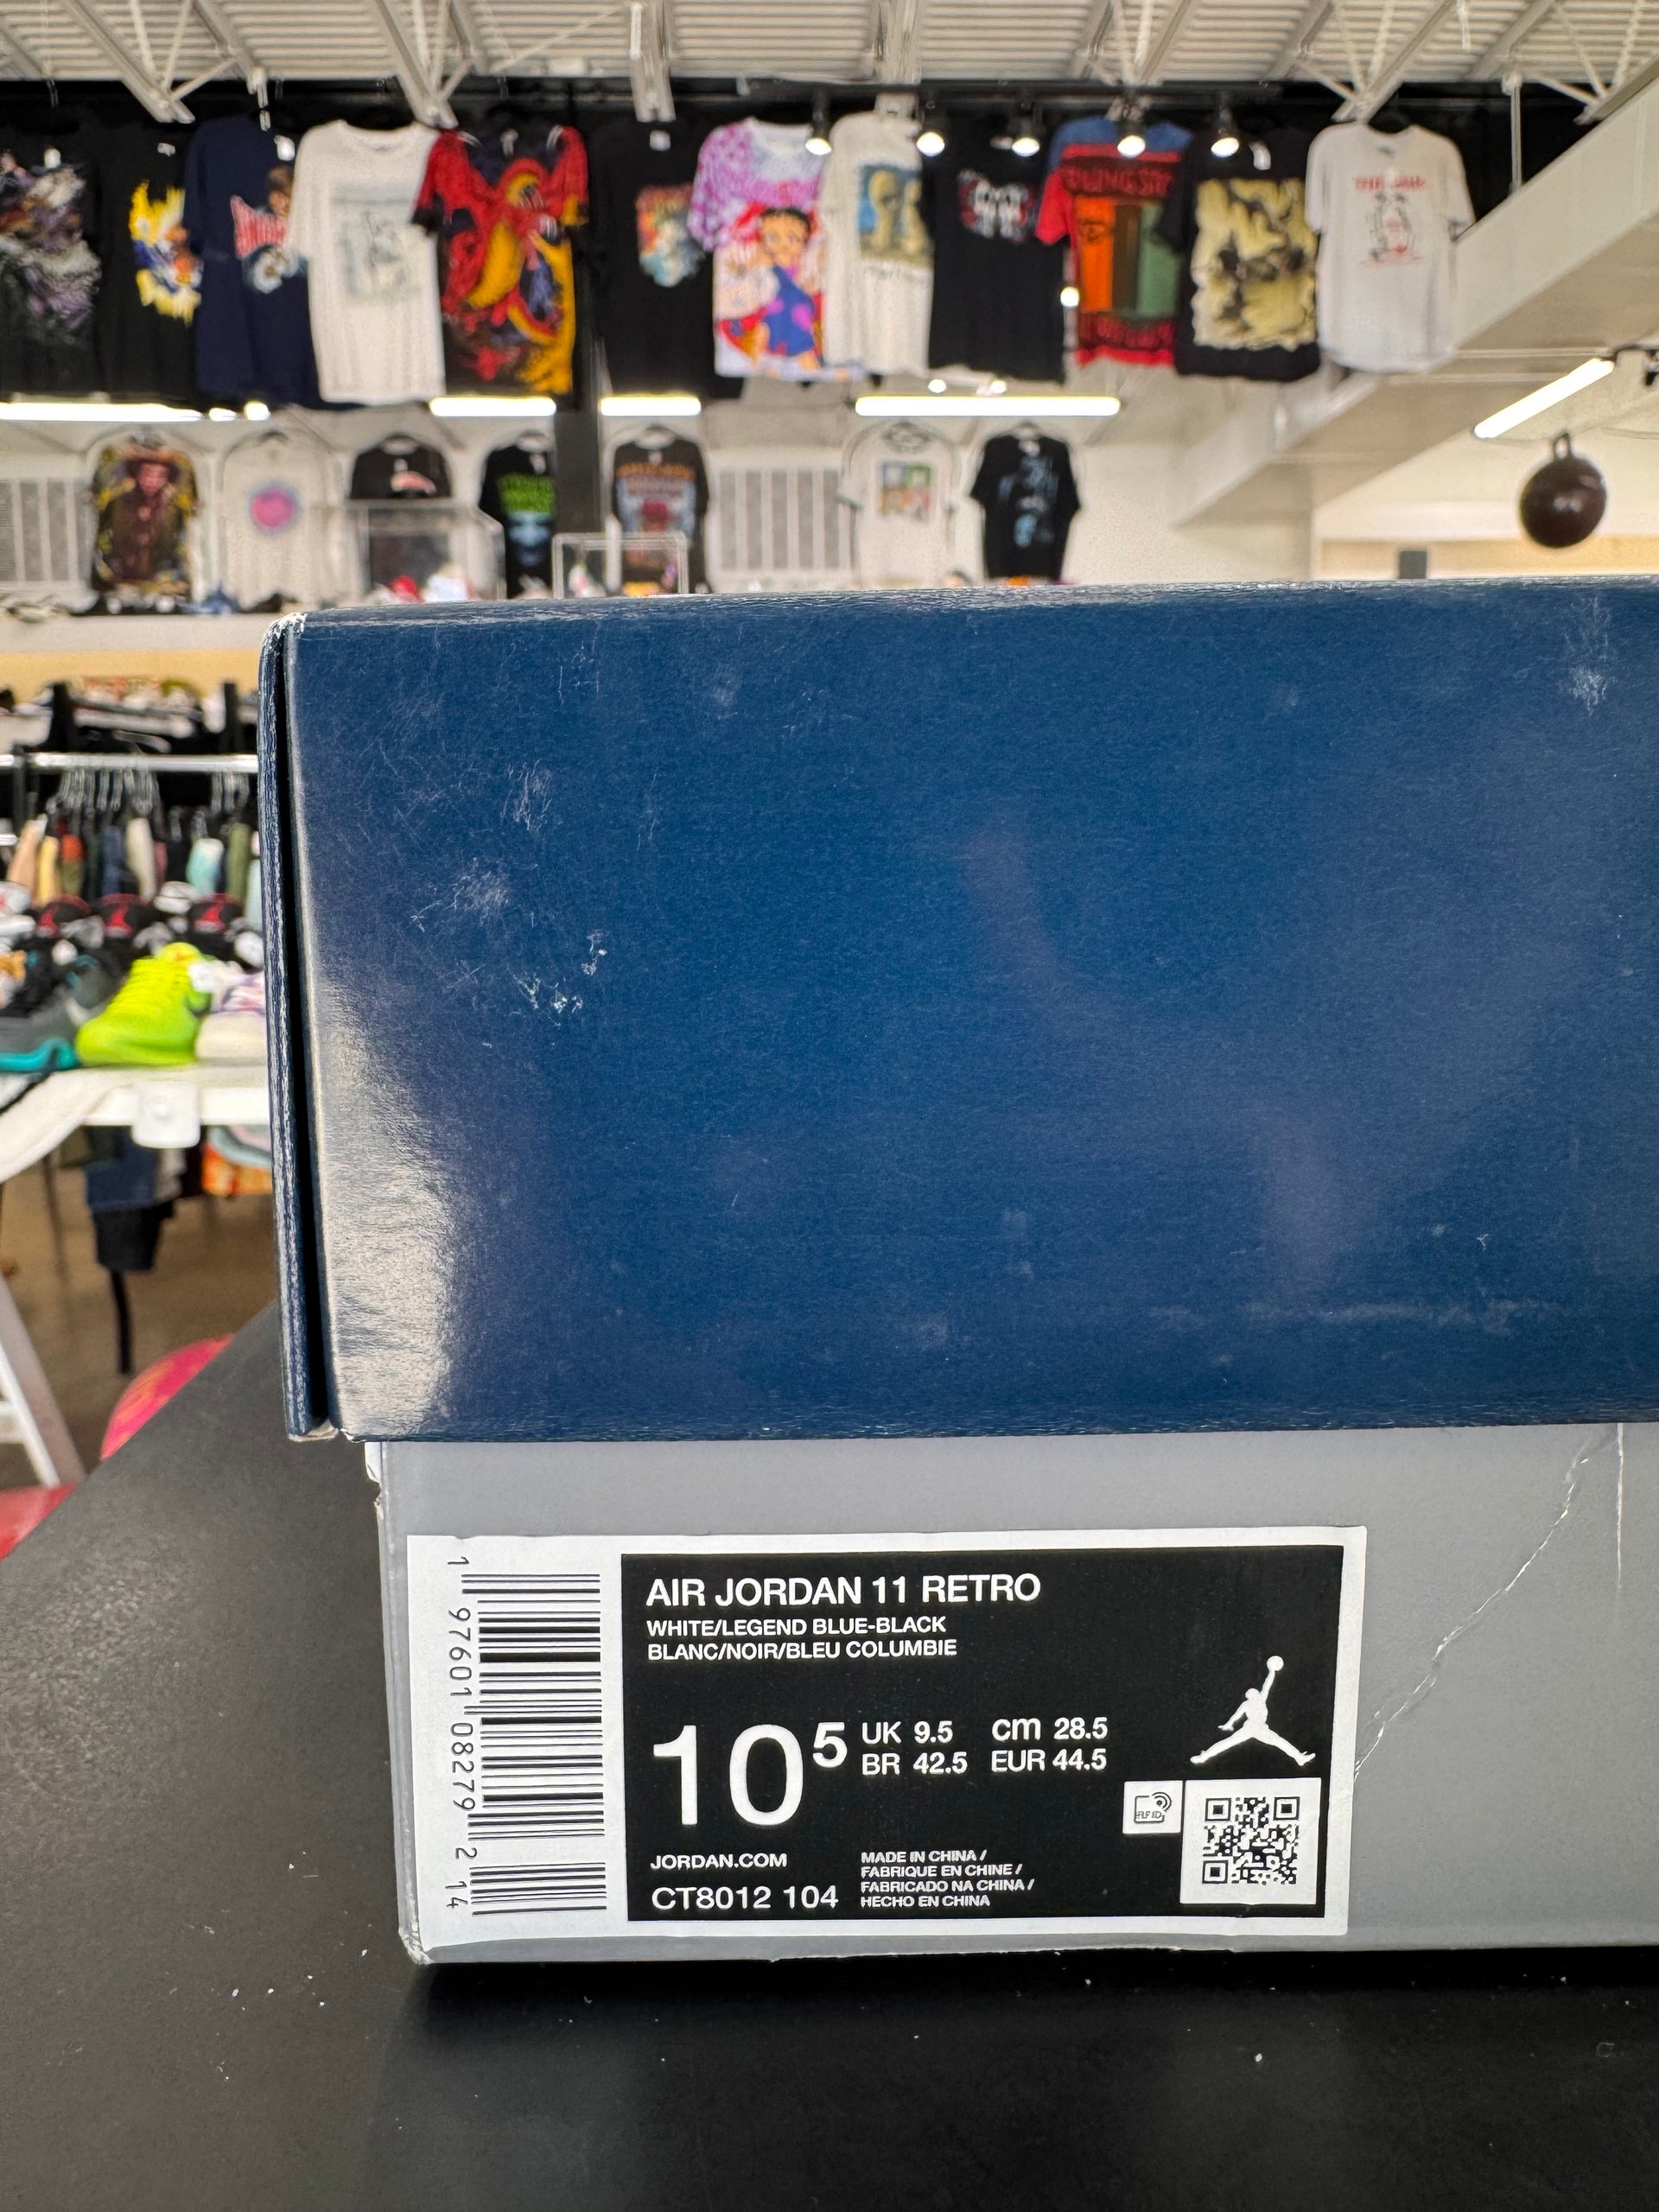 AIR JORDAN 11 RETRO
WHITE/LEGEND BLUE-BLACK
BLANC/NOIR/BLEU COLUMBIE
10⁵
UK 9.5 cm 28.5
BR 42.5 EUR 44.5
RFID
JORDAN.COM
CT8012 104
MADE IN CHINA /
FABRIQUE EN CHINE /
FABRICADO NA CHINA /
HECHO EN CHINA
1 97601 08279 2 14